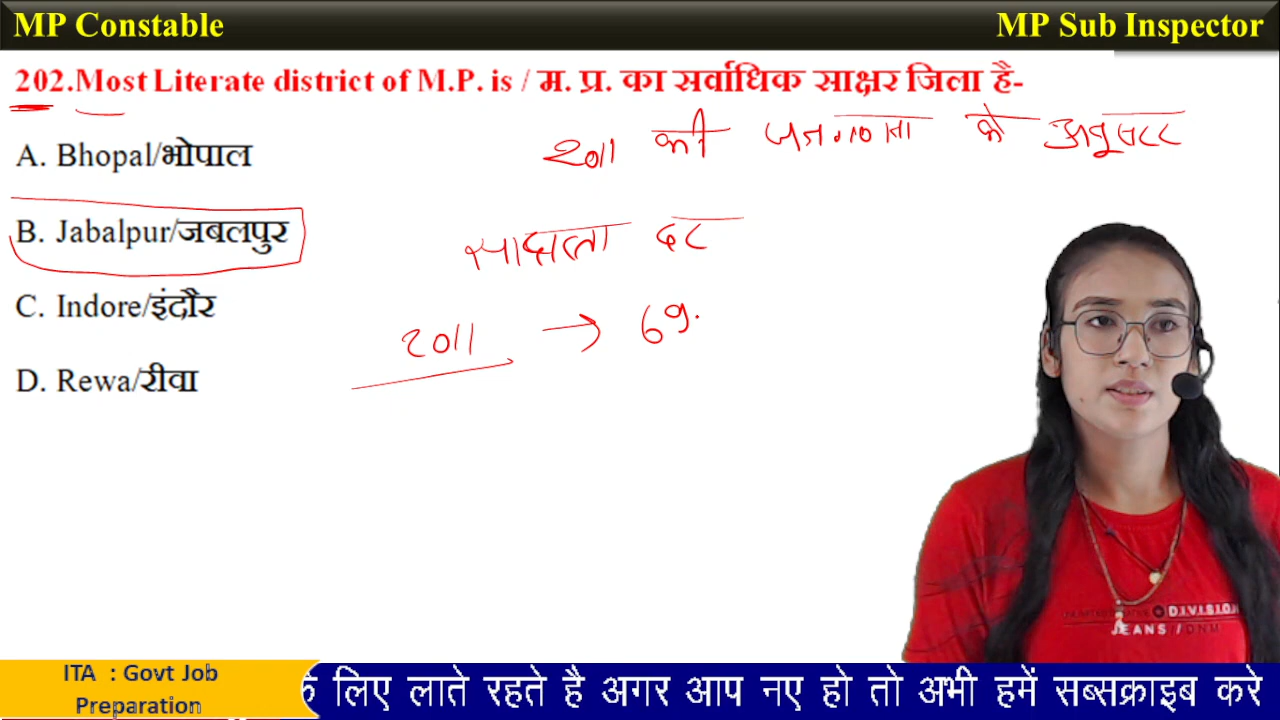 MP Constable
MP Sub Inspector
202.Most Literate district of M.P. is / म. प्र. का सर्वाधिक साक्षर जिला है-
2011 की जनगणना के अनुसार
A. Bhopal/भोपाल
B. Jabalpur/जबलपुर
साक्षरता दर
C. Indore/इंदौर
2011 → 69.
D. Rewa/रीवा
D.I.V.I.S.I.O.N
JEANS//DNM
ITA : Govt Job
Preparation
के लिए लाते रहते है अगर आप नए हो तो अभी हमें सब्सक्राइब करे